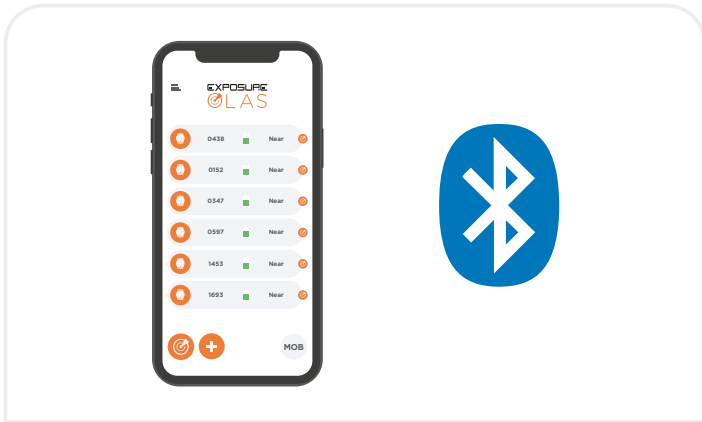 EXPOSURE
OLAS
0438 Near
0152 Near
0347 Near
0597 Near
1453 Near
1693 Near
MOB